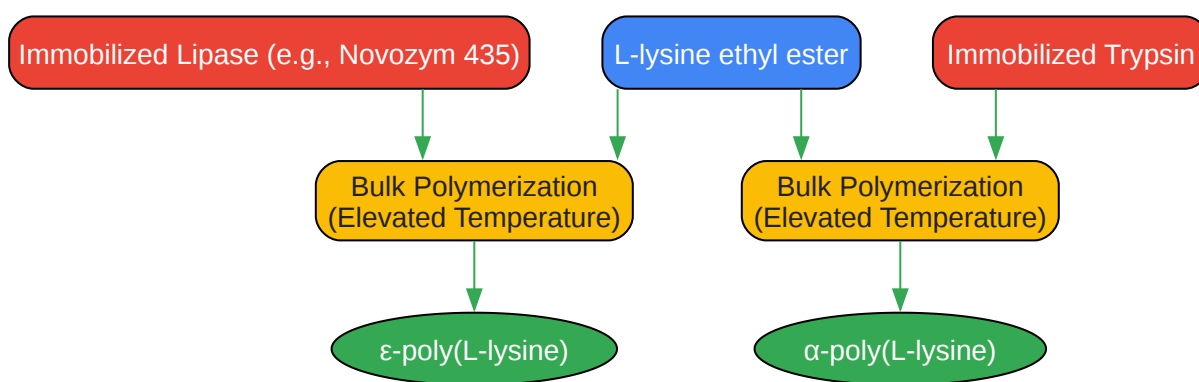 Immobilized Lipase (e.g., Novozym 435)
L-lysine ethyl ester
Immobilized Trypsin
Bulk Polymerization
(Elevated Temperature)
Bulk Polymerization
(Elevated Temperature)
ε-poly(L-lysine)
α-poly(L-lysine)